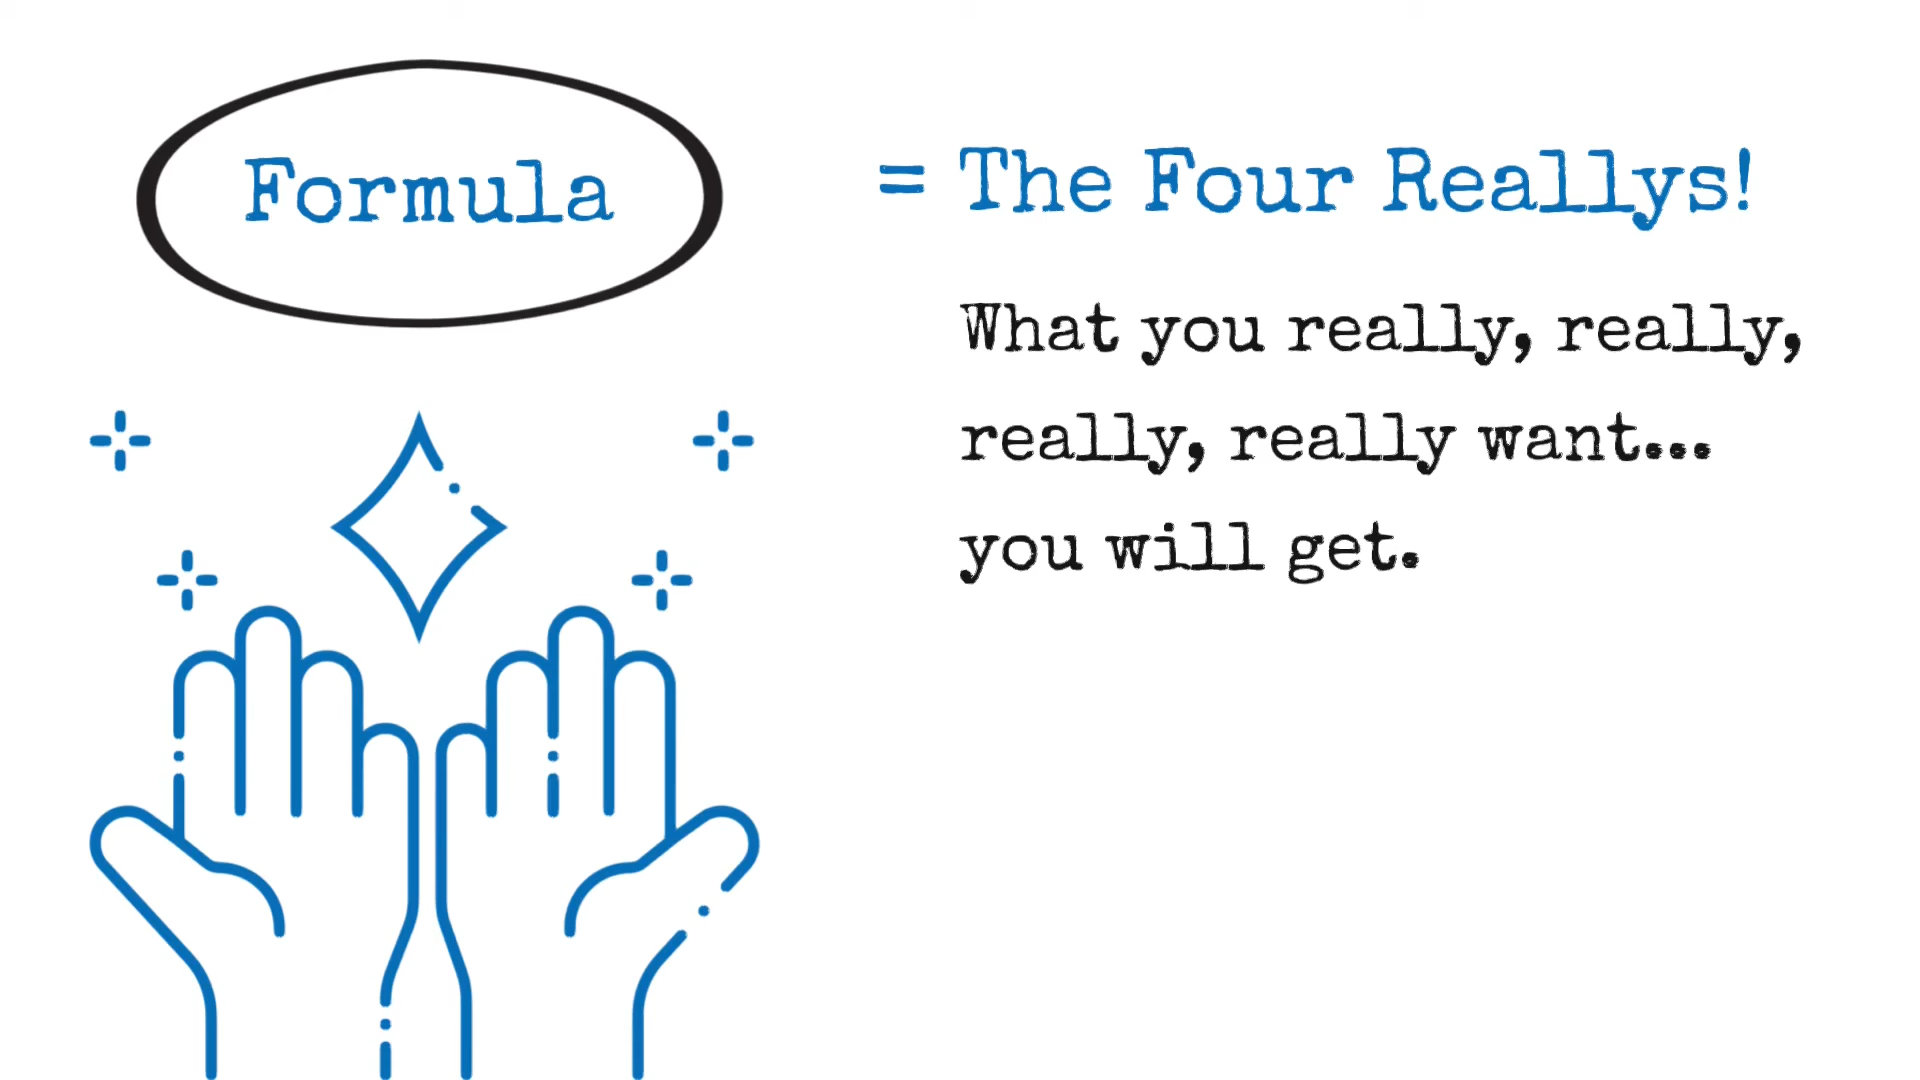 Formula
= The Four Reallys!
What you really, really,
really, really want...
you will get.